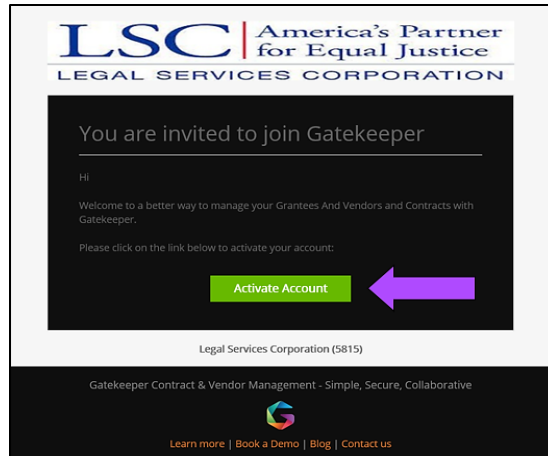 LSC America's Partner
for Equal Justice
LEGAL SERVICES CORPORATION
You are invited to join Gatekeeper
Hi
Welcome to a better way to manage your Grantees And Vendors and Contracts with
Gatekeeper.
Please click on the link below to activate your account:
Activate Account
Legal Services Corporation (5815)
Gatekeeper Contract & Vendor Management - Simple, Secure, Collaborative
Learn more | Book a Demo | Blog | Contact us